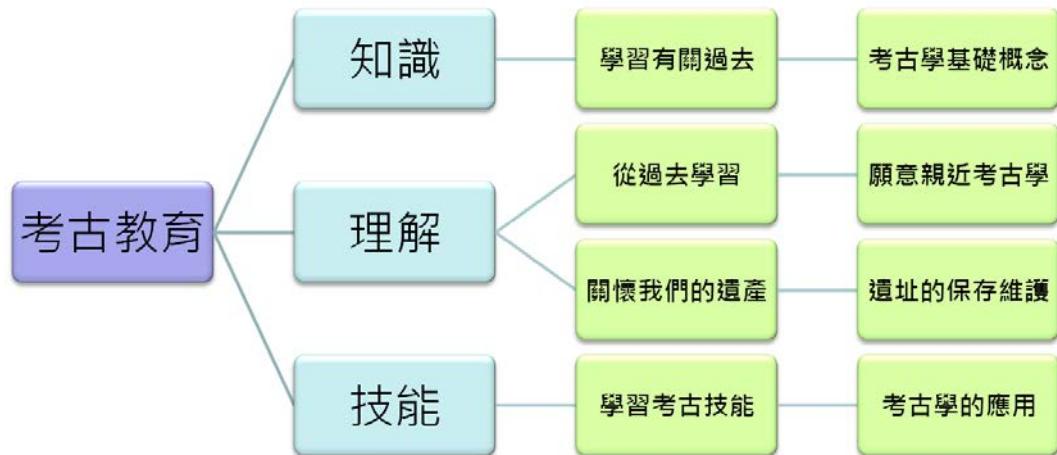 考古教育
知識
學習有關過去
考古學基礎概念
理解
從過去學習
願意親近考古學
關懷我們的遺產
遺址的保存維護
技能
學習考古技能
考古學的應用